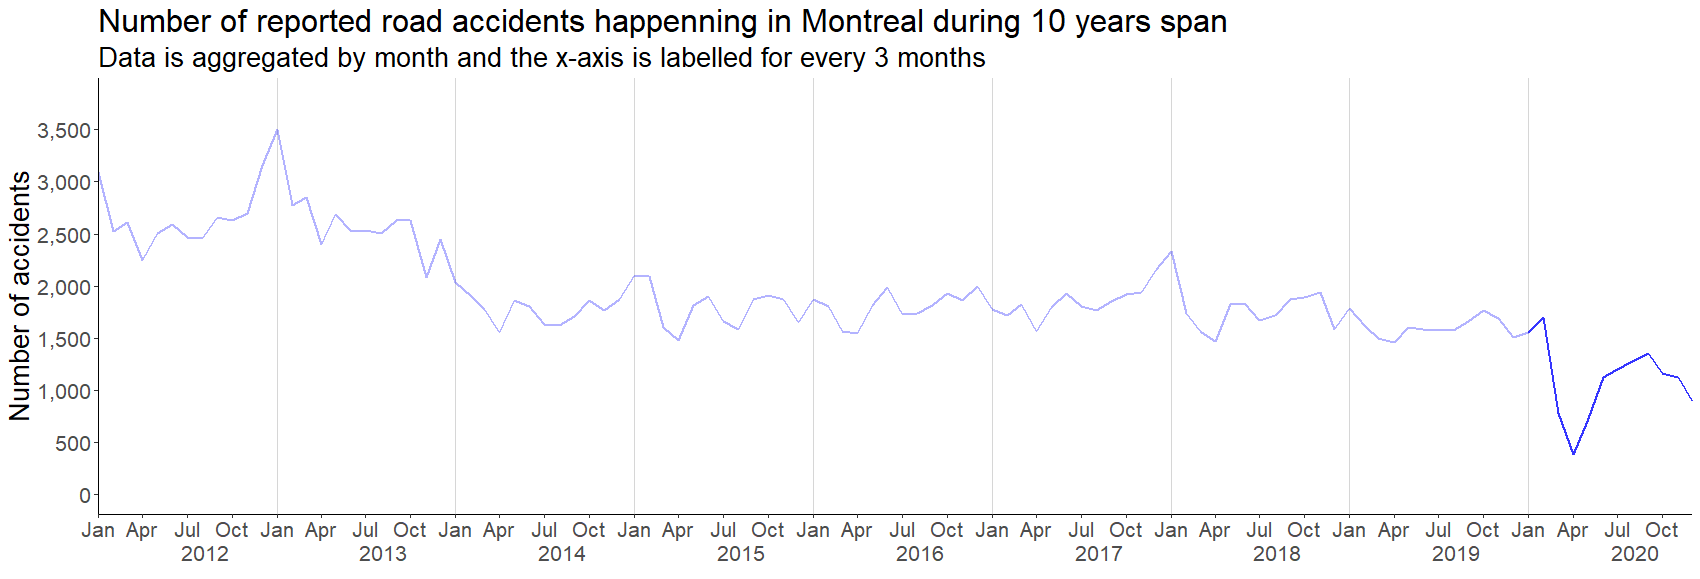 Number of reported road accidents happenning in Montreal during 10 years span
Data is aggregated by month and the x-axis is labelled for every 3 months
Number of accidents
3,500
3,000
2,500
2,000
1,500
1,000
500
0
Jan Apr Jul Oct Jan Apr Jul Oct Jan Apr Jul Oct Jan Apr Jul Oct Jan Apr Jul Oct Jan Apr Jul Oct Jan Apr Jul Oct Jan Apr Jul Oct Jan Apr Jul Oct
2012 2013 2014 2015 2016 2017 2018 2019 2020